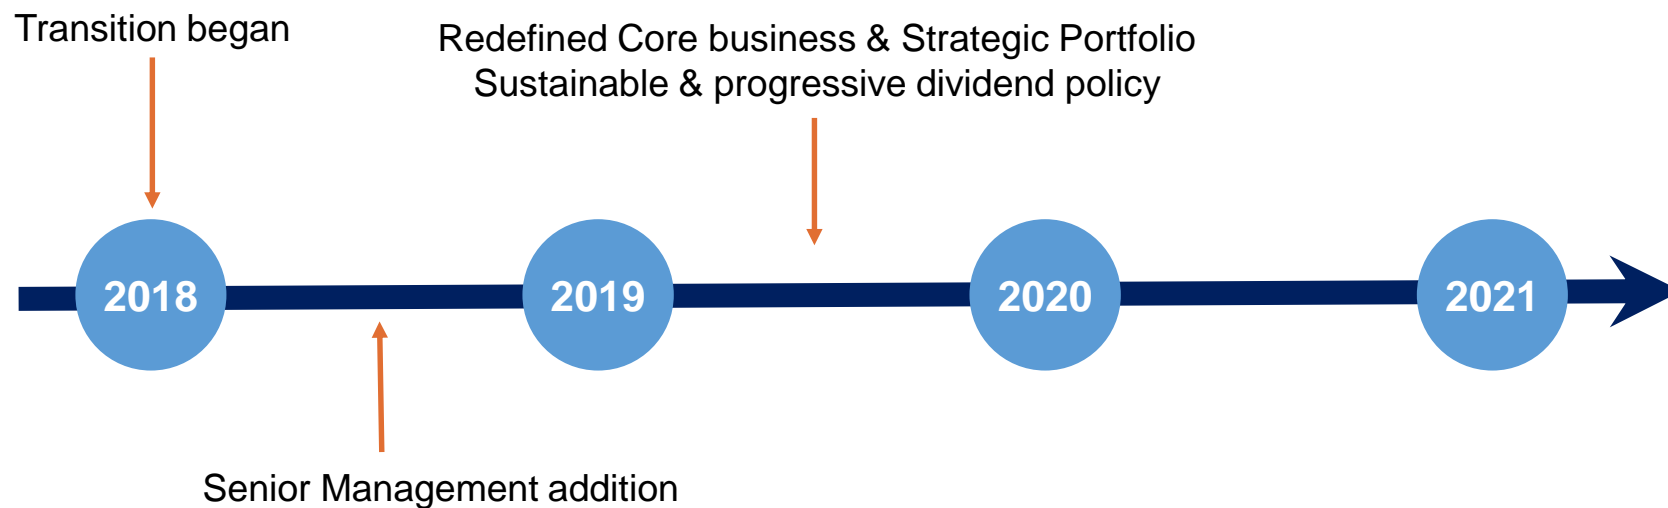 Transition began
Redefined Core business & Strategic Portfolio
Sustainable & progressive dividend policy
2018
2019
2020
2021
Senior Management addition